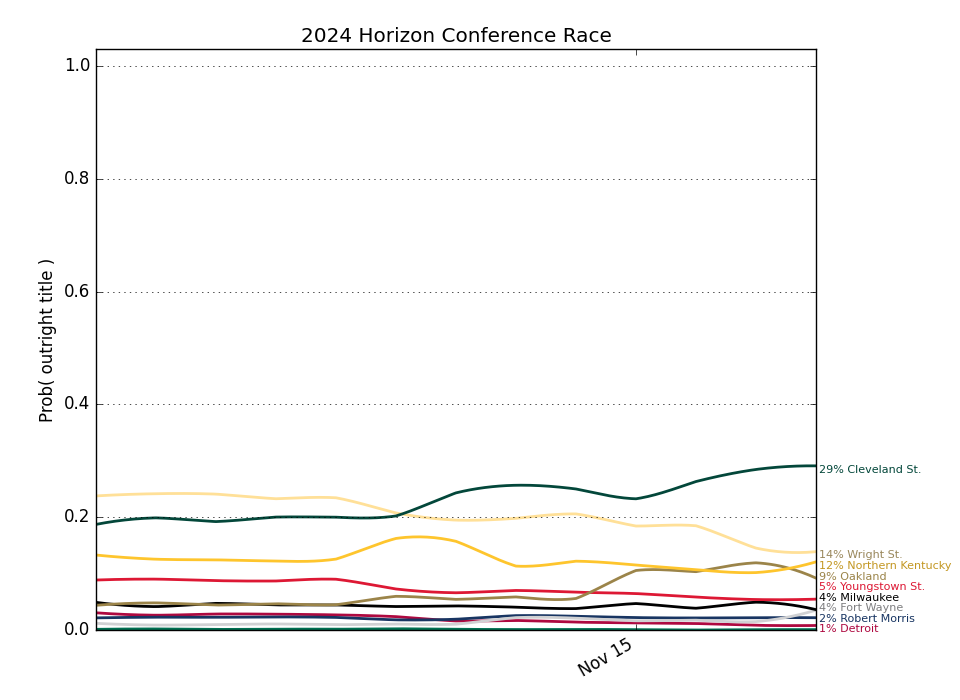 2024 Horizon Conference Race
Prob( outright title )
1.0
0.8
0.6
0.4
0.2
0.0
Nov 15
29% Cleveland St.
14% Wright St.
12% Northern Kentucky
9% Oakland
5% Youngstown St.
4% Milwaukee
4% Fort Wayne
2% Robert Morris
1% Detroit